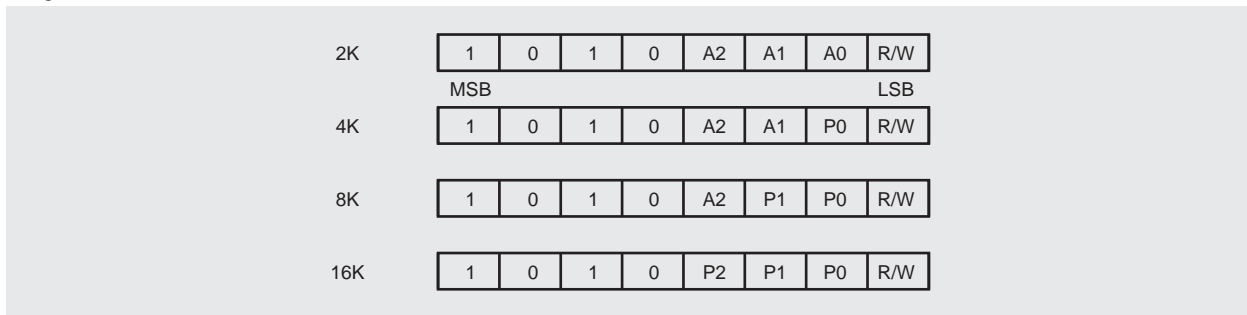 2K 1 0 1 0 A2 A1 A0 R/W
MSB LSB
4K 1 0 1 0 A2 A1 P0 R/W
8K 1 0 1 0 A2 P1 P0 R/W
16K 1 0 1 0 P2 P1 P0 R/W